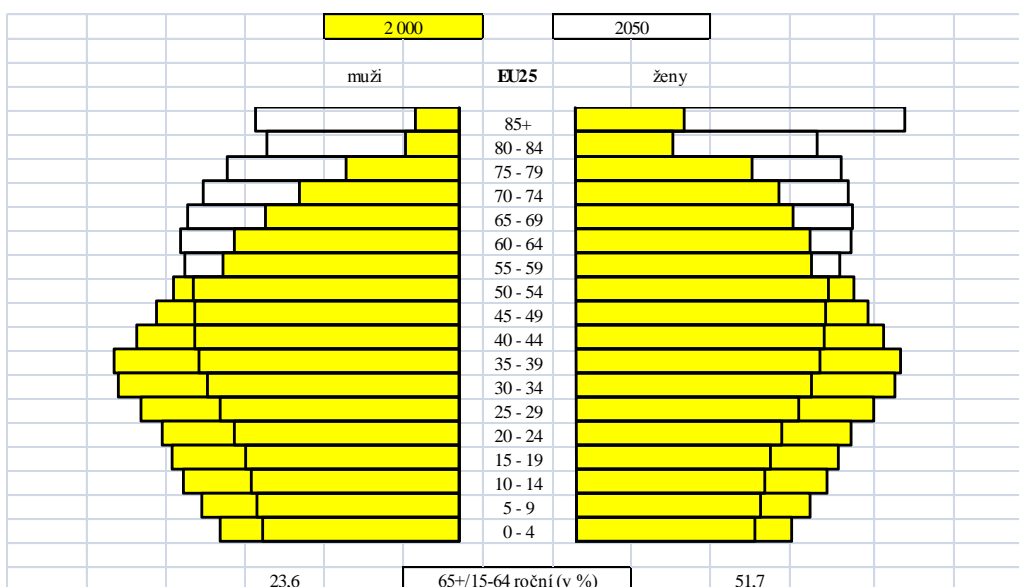 2 000 2050
muži EU25 ženy
85+
80 - 84
75 - 79
70 - 74
65 - 69
60 - 64
55 - 59
50 - 54
45 - 49
40 - 44
35 - 39
30 - 34
25 - 29
20 - 24
15 - 19
10 - 14
5 - 9
0 - 4
23,6 65+/15-64 roční (v %) 51,7